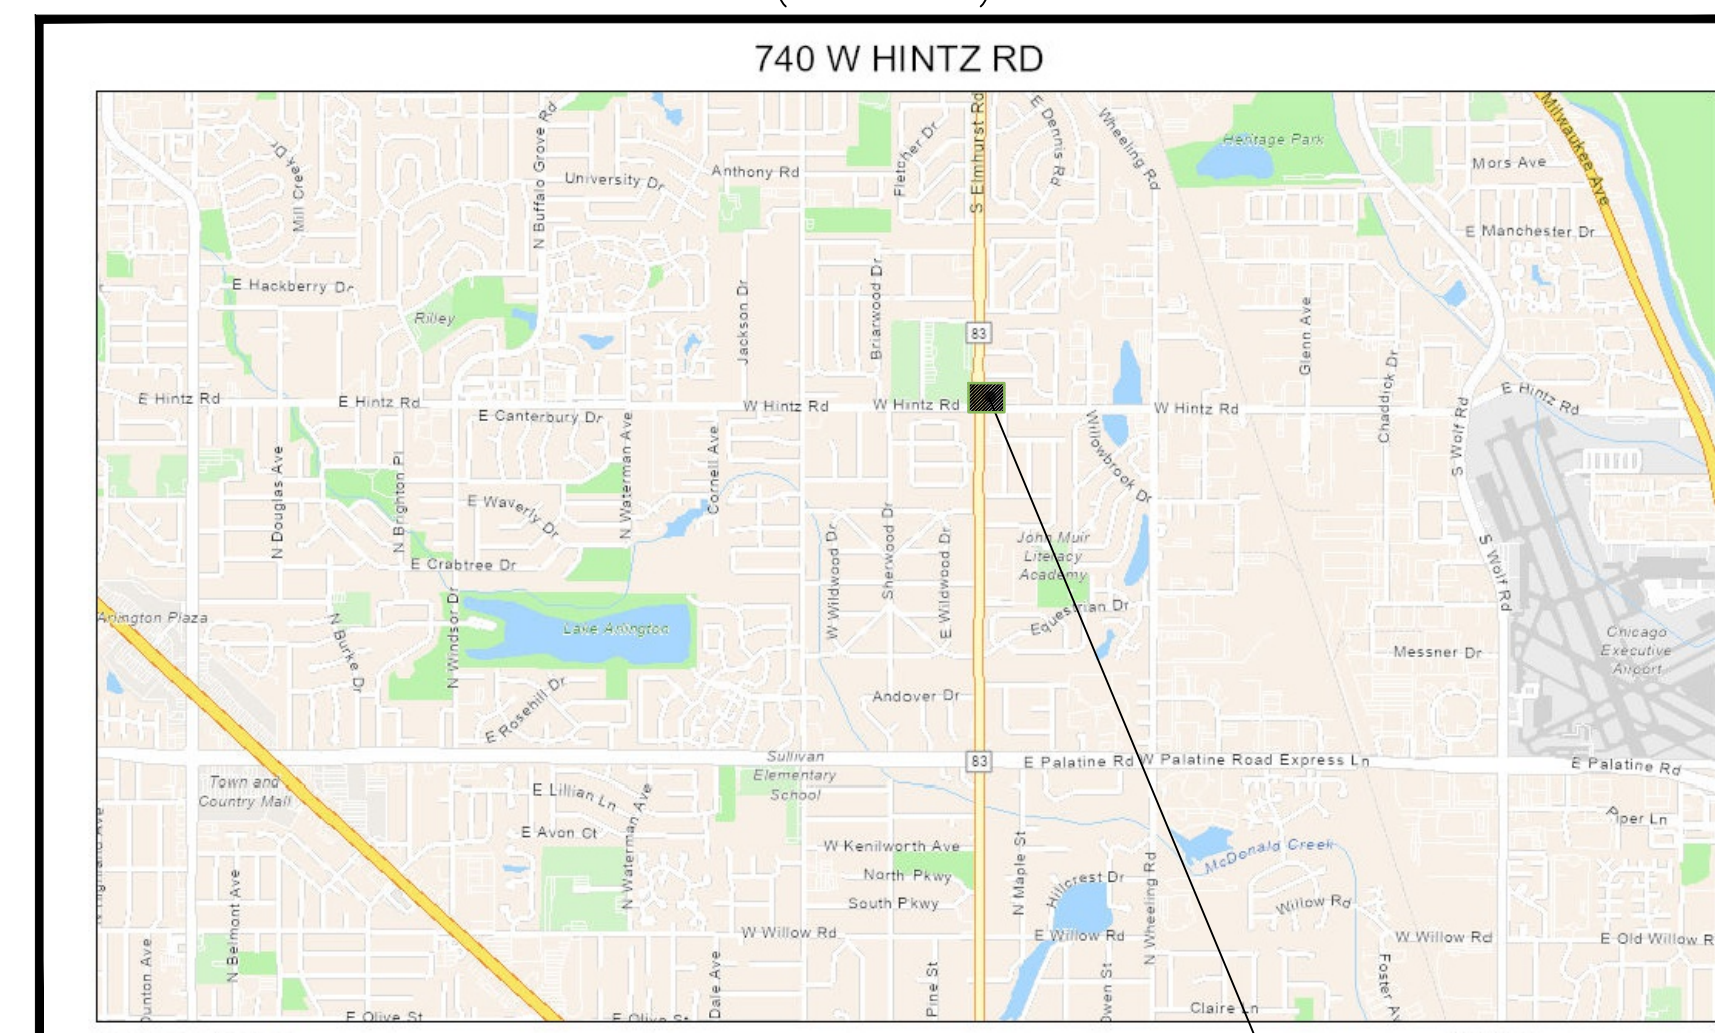 740 W HINTZ RD
Milwaukee Ave
S Elmhurst Rd
E Dennis Rd
Wheeling Rd
N Buffalo Grove Rd
Fletcher Dr
Heritage Park
Mors Ave
Mill Creek Dr
University Dr
Anthony Rd
E Manchester Dr
E Hackberry Dr
Rilley
Jackson Dr
Briarwood Dr
83
Glenn Ave
Chaddick Dr
E Hintz Rd
E Hintz Rd
E Canterbury Dr
W Hintz Rd
W Hintz Rd
W Hintz Rd
E Hintz Rd
S Wolf Rd
N Douglas Ave
N Brighton Pl
E Waverly Dr
N Waterman Ave
Cornell Ave
Willowbrook Dr
E Crabtree Dr
W Wildwood Dr
Sherwood Dr
E Wildwood Dr
John Muir
Literacy
Academy
S Wolf Rd
Arlington Plaza
N Burke Dr
N Windsor Dr
Lake Arlington
Equestrian Dr
Messner Dr
Chicago
Executive
Airport
E Rosehill Dr
Andover Dr
Sullivan
Elementary
School
83
E Palatine Rd
W Palatine Road Express Ln
E Palatine Rd
Town and
Country Mall
E Lillian Ln
E Avon Ct
N Waterman Ave
W Kenilworth Ave
North Pkwy
South Pkwy
N Maple St
Hillcrest Dr
N Wheeling Rd
McDonald Creek
Piper Ln
Willow Rd
N Belmont Ave
W Willow Rd
E Willow Rd
W Willow Rd
E Old Willow R
Dunton Ave
Dale Ave
Pine St
Owen St
Claire Ln
Foster Av
E Olive St
E Olive St